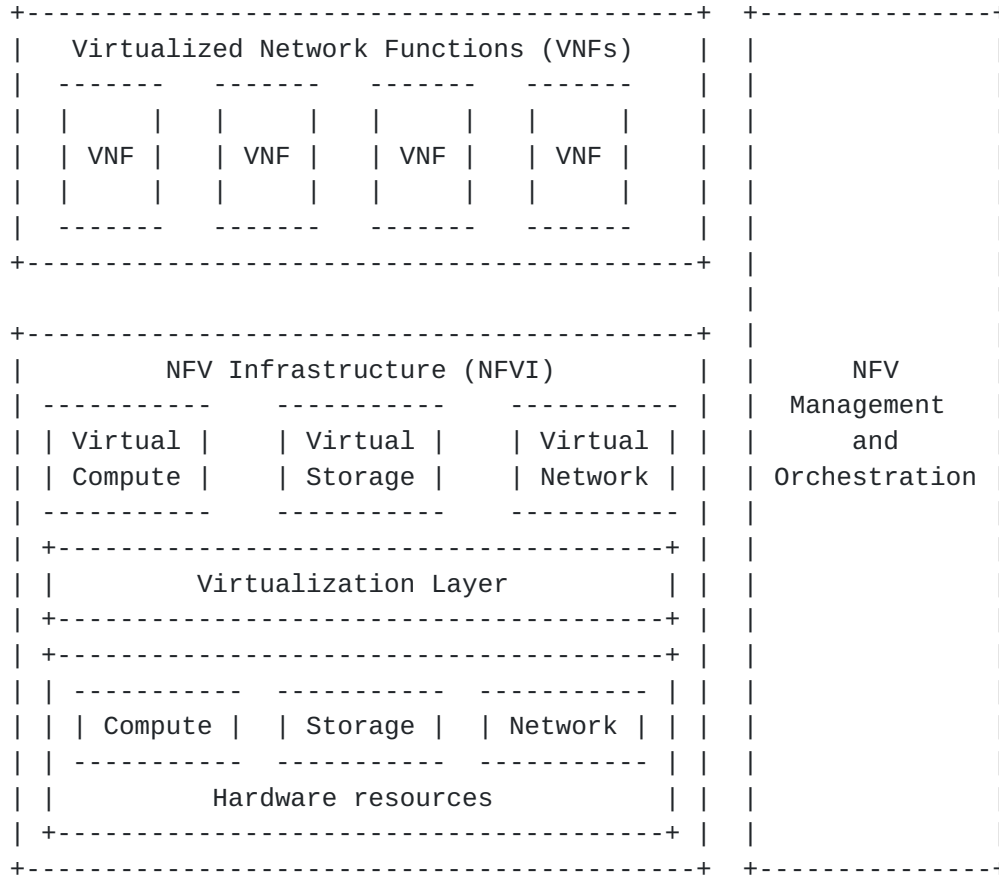 Virtualized Network Functions (VNFs)
VNF VNF VNF VNF
NFV Infrastructure (NFVI)
Virtual Virtual Virtual
Compute Storage Network
Virtualization Layer
Compute Storage Network
Hardware resources
NFV
Management
and
Orchestration